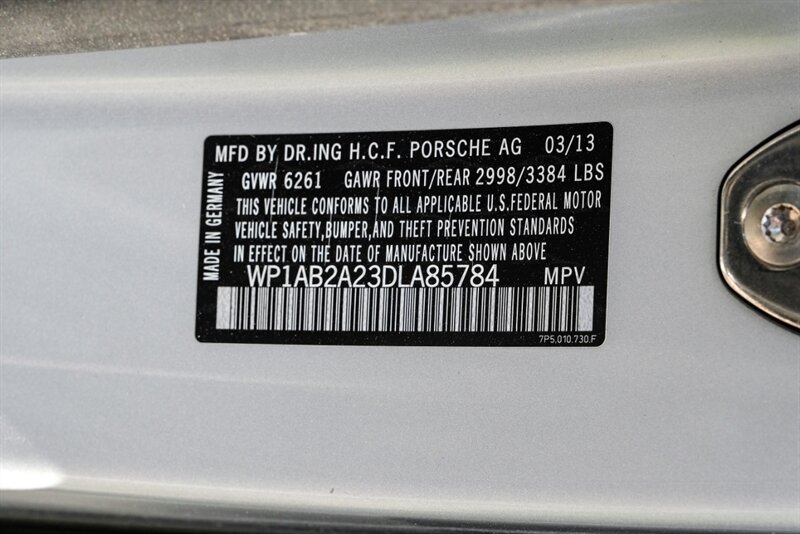 MFD BY DR.ING H.C.F. PORSCHE AG 03/13
GVWR 6261 GAWR FRONT/REAR 2998/3384 LBS
THIS VEHICLE CONFORMS TO ALL APPLICABLE U.S.FEDERAL MOTOR
VEHICLE SAFETY,BUMPER,AND THEFT PREVENTION STANDARDS
IN EFFECT ON THE DATE OF MANUFACTURE SHOWN ABOVE
MADE IN GERMANY
WP1AB2A23DLA85784 MPV
7P5.010.730.F